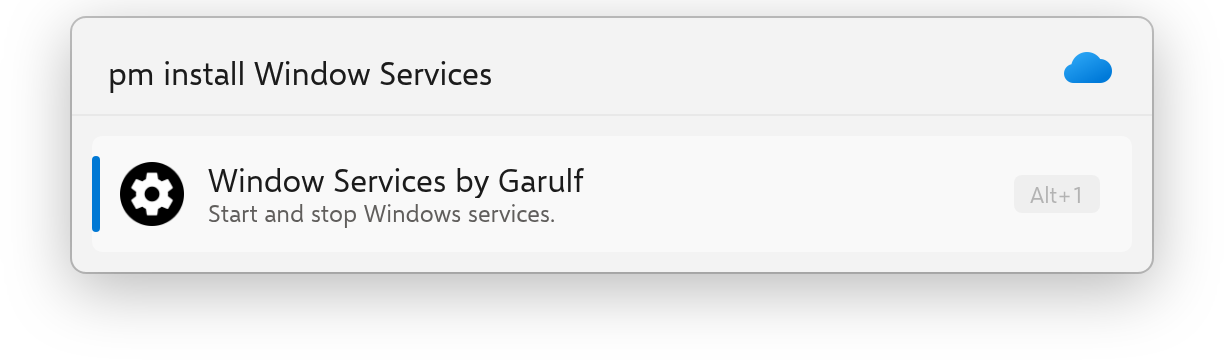 pm install Window Services
Window Services by Garulf
Start and stop Windows services.
Alt+1